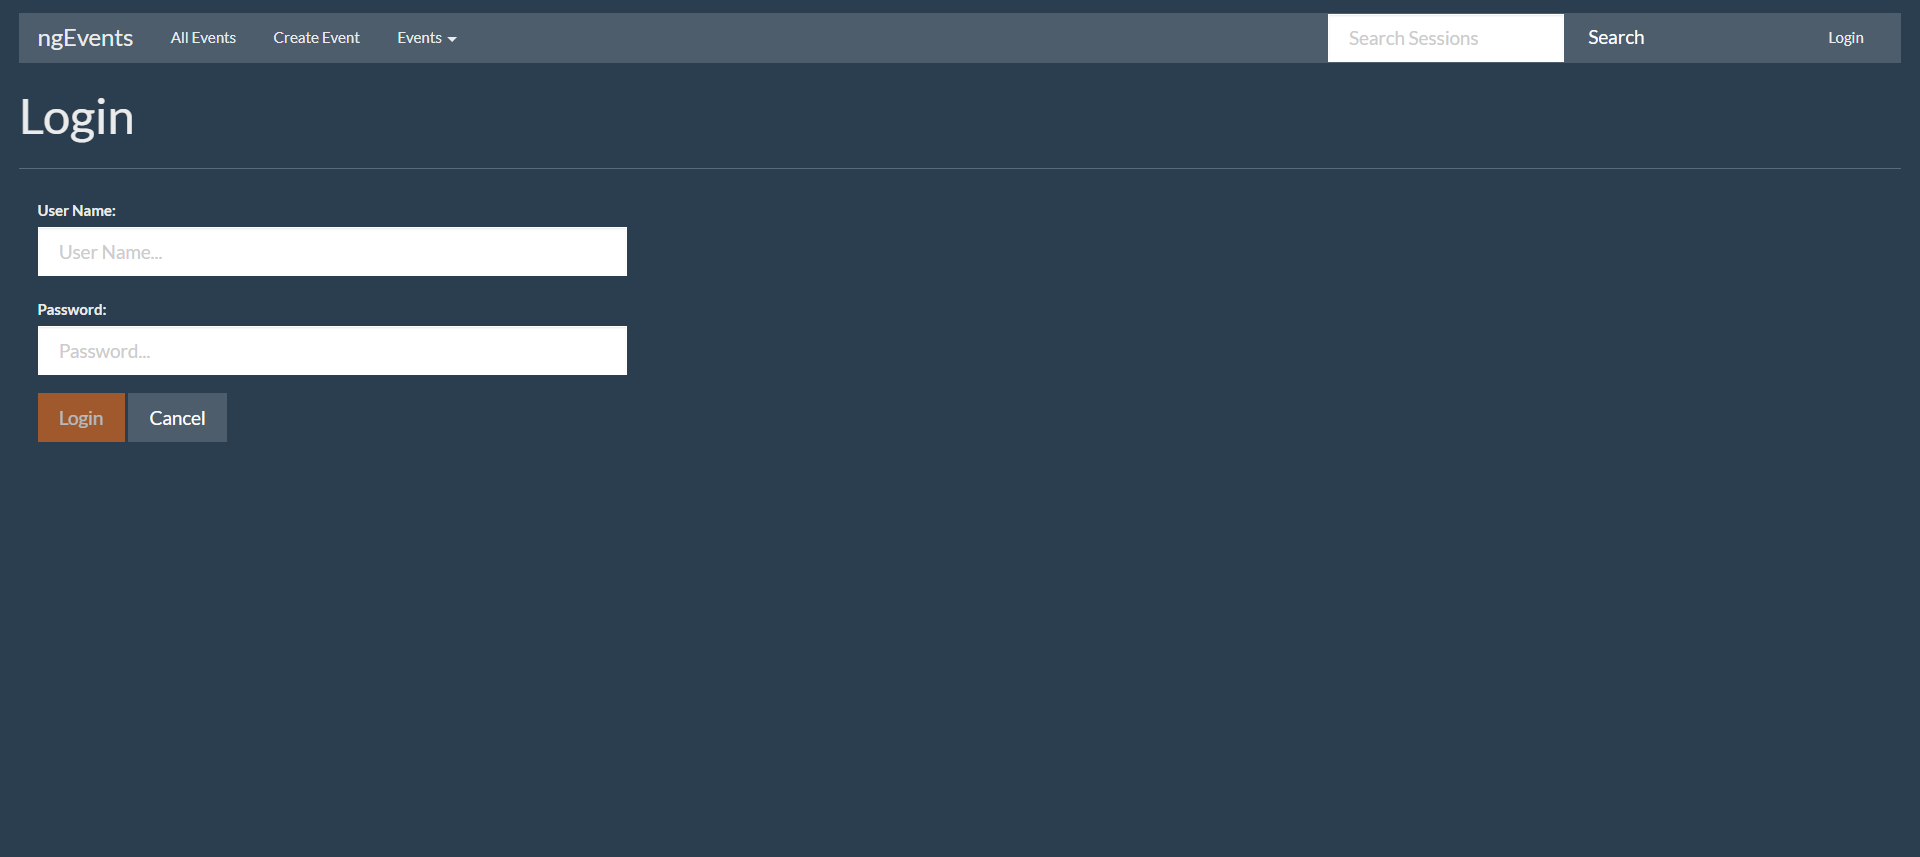 ngEvents All Events Create Event Events Search Sessions Search Login
Login
User Name:
User Name...
Password:
Password...
Login Cancel